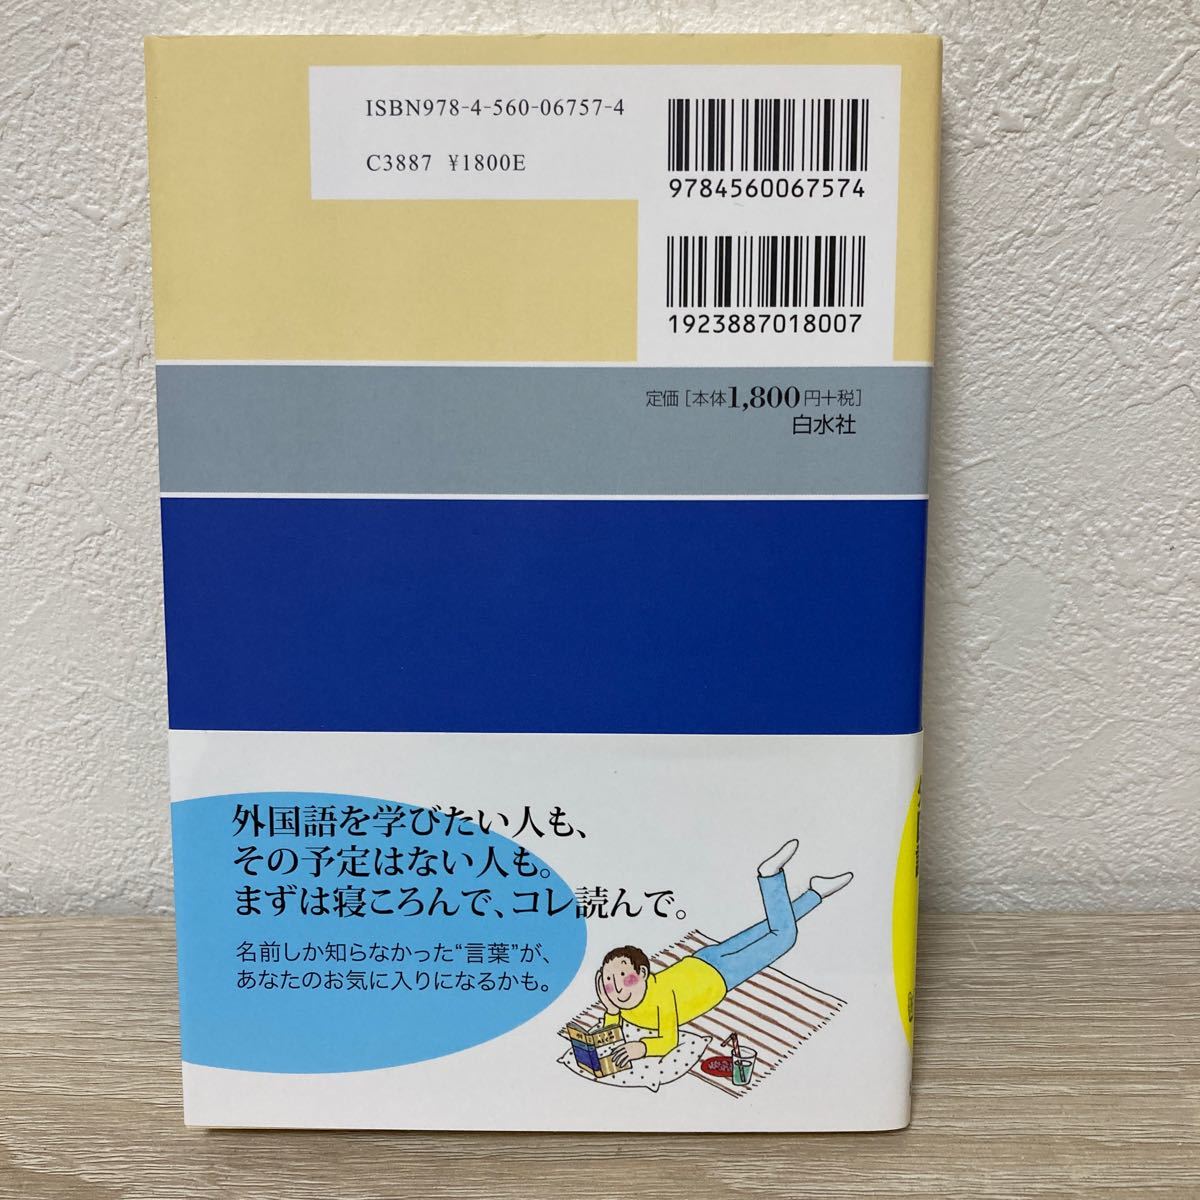 ISBN978-4-560-06757-4
C3887 ¥1800E
9784560067574
1923887018007
定価［本体1,800円+税］
白水社
外国語を学びたい人も、
その予定はない人も。
まずは寝ころんで、コレ読んで。
名前しか知らなかった“言葉”が、
あなたのお気に入りになるかも。